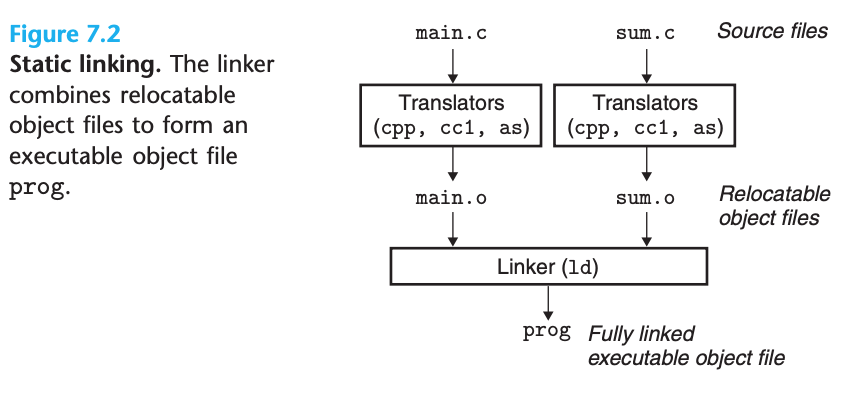 Figure 7.2
Static linking. The linker
combines relocatable
object files to form an
executable object file
prog.
main.c sum.c Source files
Translators Translators
(cpp, cc1, as) (cpp, cc1, as)
main.o sum.o Relocatable
object files
Linker (ld)
prog Fully linked
executable object file